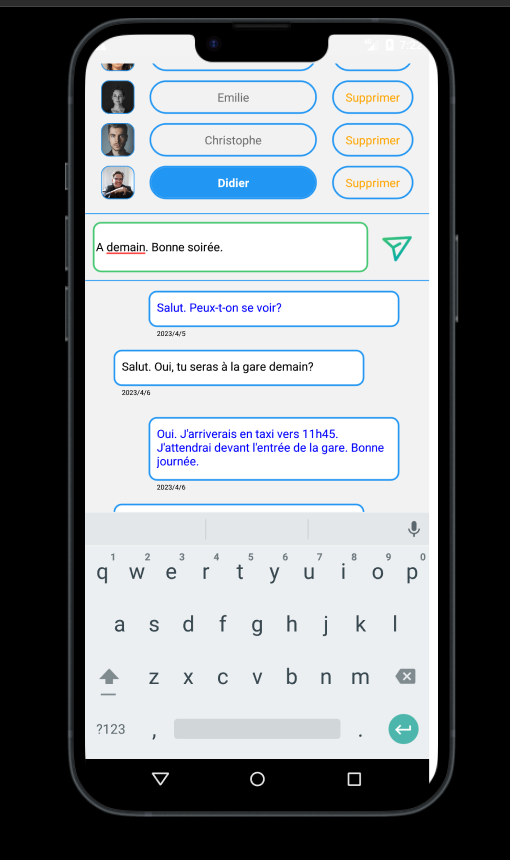 7:22
Emilie Supprimer
Christophe Supprimer
Didier Supprimer
A demain. Bonne soirée.
Salut. Peux-t-on se voir?
2023/4/5
Salut. Oui, tu seras à la gare demain?
2023/4/6
Oui. J'arriverais en taxi vers 11h45.
J'attendrai devant l'entrée de la gare. Bonne
journée.
2023/4/6
1 2 3 4 5 6 7 8 9 0
q w e r t y u i o p
a s d f g h j k l
z x c v b n m
?123 , .